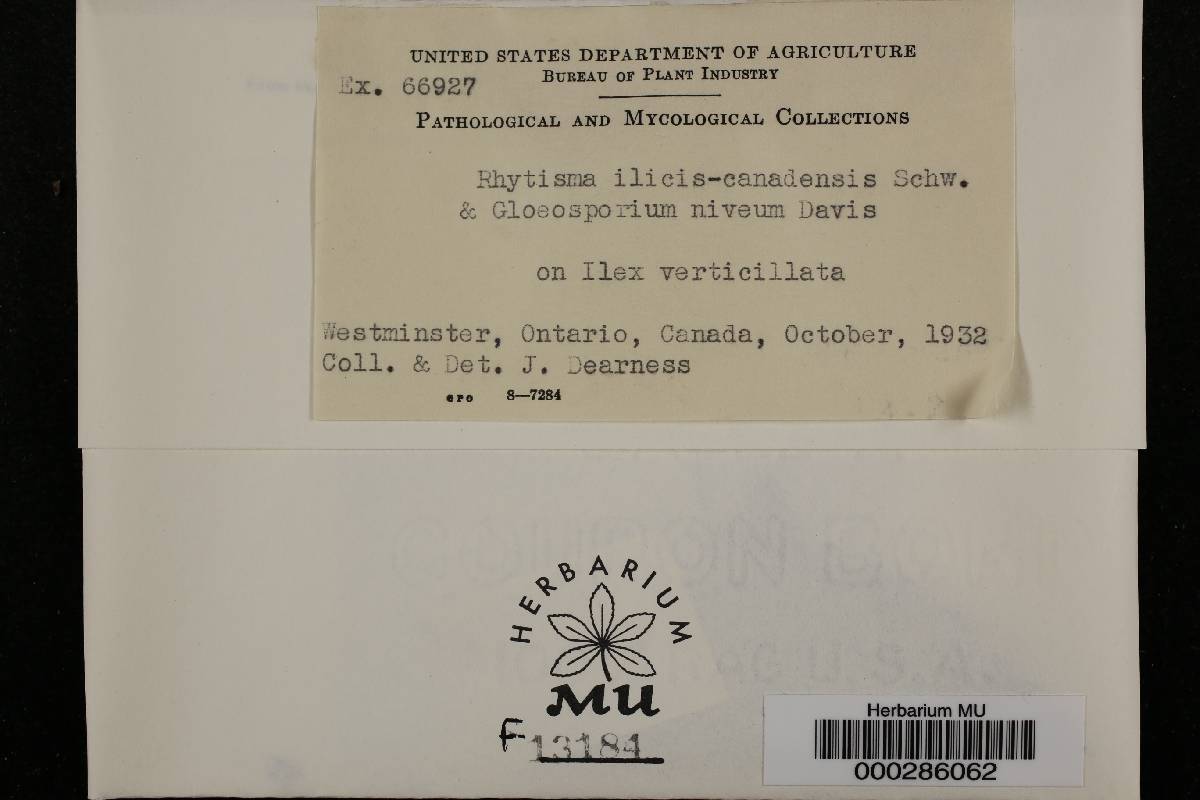 UNITED STATES DEPARTMENT OF AGRICULTURE
BUREAU OF PLANT INDUSTRY
Ex. 66927
PATHOLOGICAL AND MYCOLOGICAL COLLECTIONS
Rhytisma ilicis-canadensis Schw.
& Gloeosporium niveum Davis
on Ilex verticillata
Westminster, Ontario, Canada, October, 1932
Coll. & Det. J. Dearness
GPO 8—7284
HERBARIUM
MU
F 13184
Herbarium MU
000286062